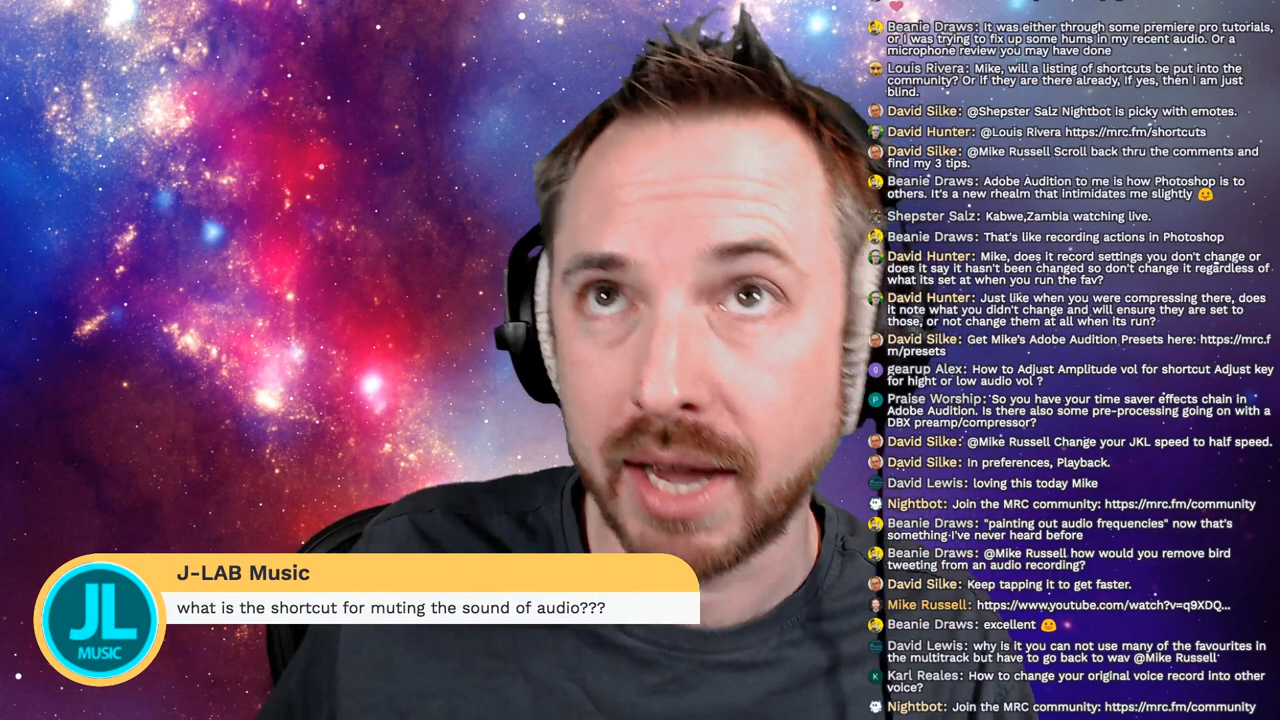 Beanie Draws: It was either through some premiere pro tutorials,
or I was trying to fix up some hums in my recent audio. Or a
microphone review you may have done
Louis Rivera: Mike, will a listing of shortcuts be put into the
community? Or if they are there already, if yes, then I am just
blind.
David Silke: @Shepster Salz Nightbot is picky with emotes.
David Hunter: @Louis Rivera https://mrc.fm/shortcuts
David Silke: @Mike Russell Scroll back thru the comments and
find my 3 tips.
Beanie Draws: Adobe Audition to me is how Photoshop is to
others. It's a new rhealm that intimidates me slightly
Shepster Salz: Kabwe,Zambia watching live.
Beanie Draws: That's like recording actions in Photoshop
David Hunter: Mike, does it record settings you don't change or
does it say it hasn't been changed so don't change it regardless of
what its set at when you run the fav?
David Hunter: Just like when you were compressing there, does
it note what you didn't change and will ensure they are set to
those, or not change them at all when its run?
David Silke: Get Mike's Adobe Audition Presets here: https://mrc.f
m/presets
gearup Alex: How to Adjust Amplitude vol for shortcut Adjust key
for hight or low audio vol ?
Praise Worship: So you have your time saver effects chain in
Adobe Audition. Is there also some pre-processing going on with a
DBX preamp/compressor?
David Silke: @Mike Russell Change your JKL speed to half speed.
David Silke: In preferences, Playback.
David Lewis: loving this today Mike
Nightbot: Join the MRC community: https://mrc.fm/community
Beanie Draws: "painting out audio frequencies" now that's
something I've never heard before
Beanie Draws: @Mike Russell how would you remove bird
tweeting from an audio recording?
David Silke: Keep tapping it to get faster.
Mike Russell: https://www.youtube.com/watch?v=q9XDQ...
Beanie Draws: excellent
David Lewis: why is it you can not use many of the favourites in
the multitrack but have to go back to wav @Mike Russell
Karl Reales: How to change your original voice record into other
voice?
Nightbot: Join the MRC community: https://mrc.fm/community
J-LAB Music
what is the shortcut for muting the sound of audio???
JL
MUSIC